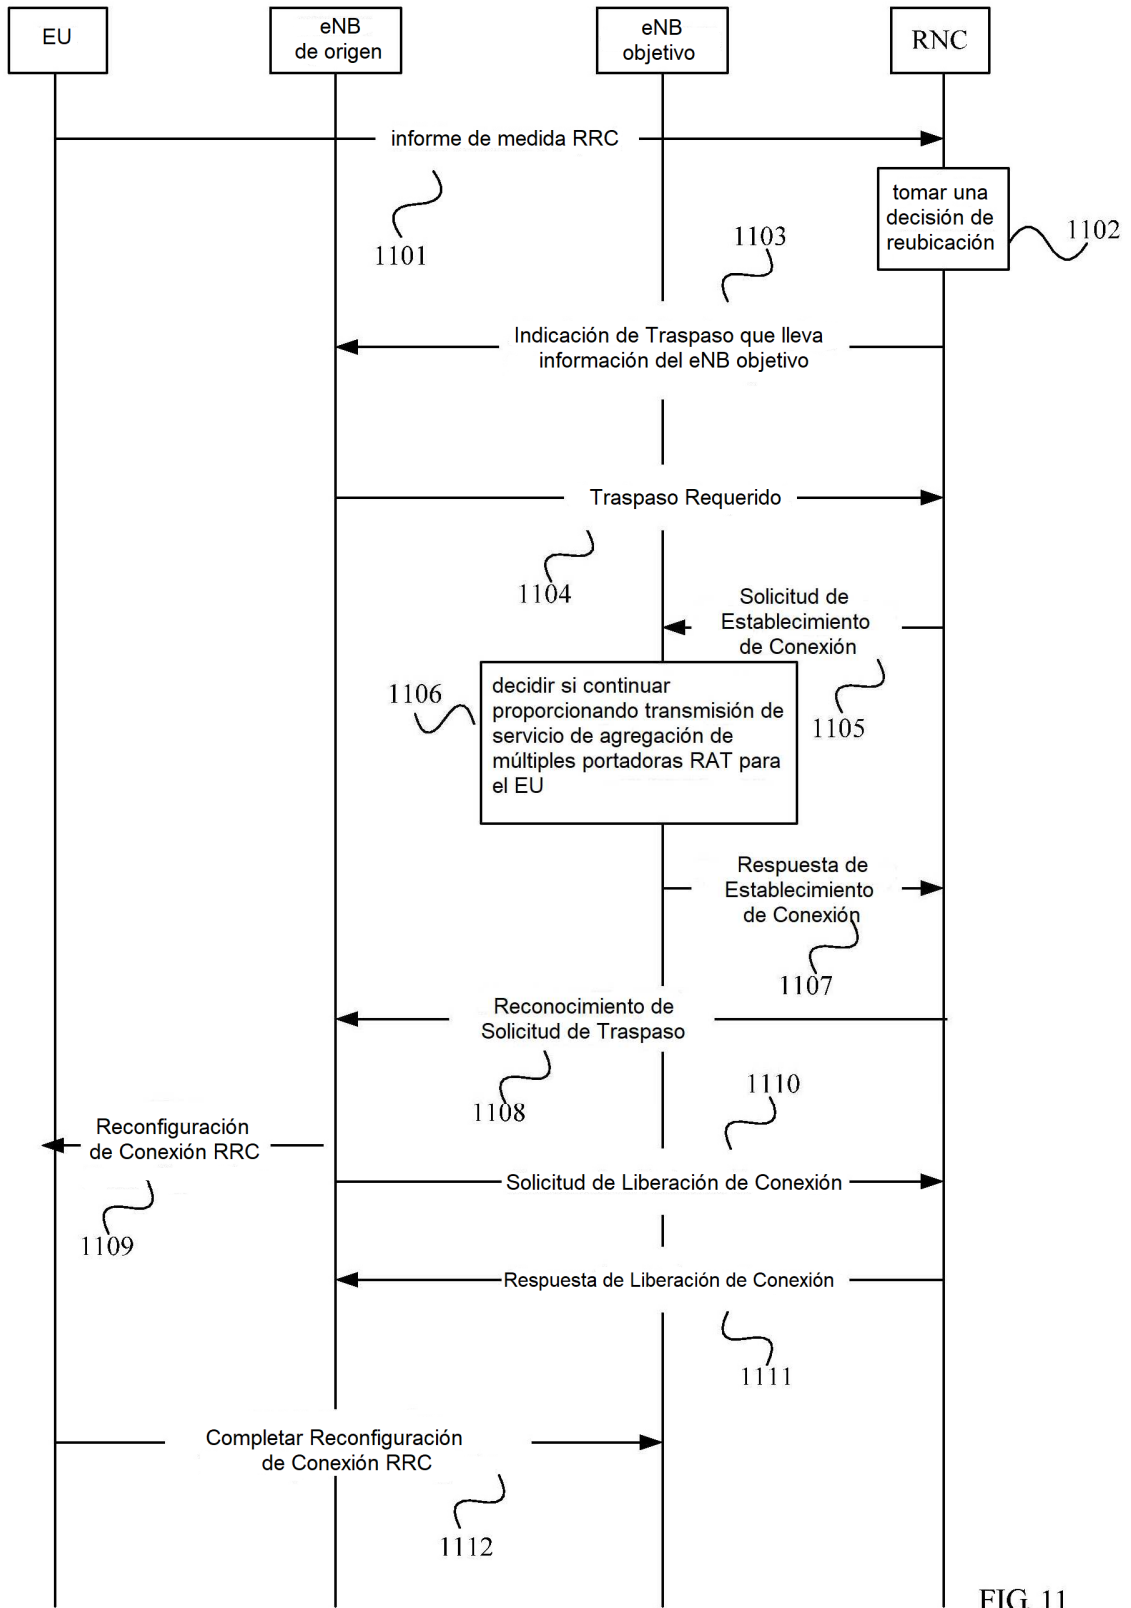 EU
eNB
de origen
eNB
objetivo
RNC
informe de medida RRC
1101
tomar una
decisión de
reubicación
1102
1103
Indicación de Traspaso que lleva
información del eNB objetivo
Traspaso Requerido
1104
Solicitud de
Establecimiento
de Conexión
1105
1106
decidir si continuar
proporcionando transmisión de
servicio de agregación de
múltiples portadoras RAT para
el EU
Respuesta de
Establecimiento
de Conexión
1107
Reconocimiento de
Solicitud de Traspaso
1108
1110
Reconfiguración
de Conexión RRC
1109
Solicitud de Liberación de Conexión
Respuesta de Liberación de Conexión
1111
Completar Reconfiguración
de Conexión RRC
1112
FIG. 11